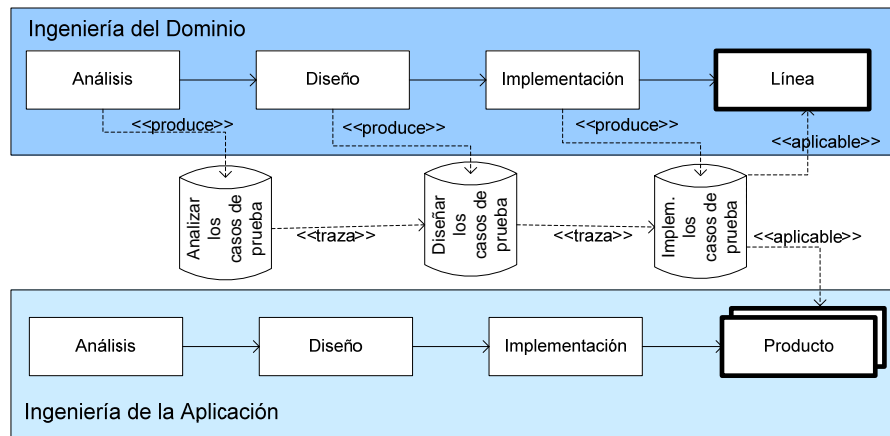 Ingeniería del Dominio
Análisis
Diseño
Implementación
Línea
<<produce>>
<<produce>>
<<produce>>
<<aplicable>>
Analizar
los
casos de
prueba
<<traza>>
Diseñar
los
casos de
prueba
<<traza>>
Implem.
los
casos de
prueba
<<aplicable>>
Análisis
Diseño
Implementación
Producto
Ingeniería de la Aplicación